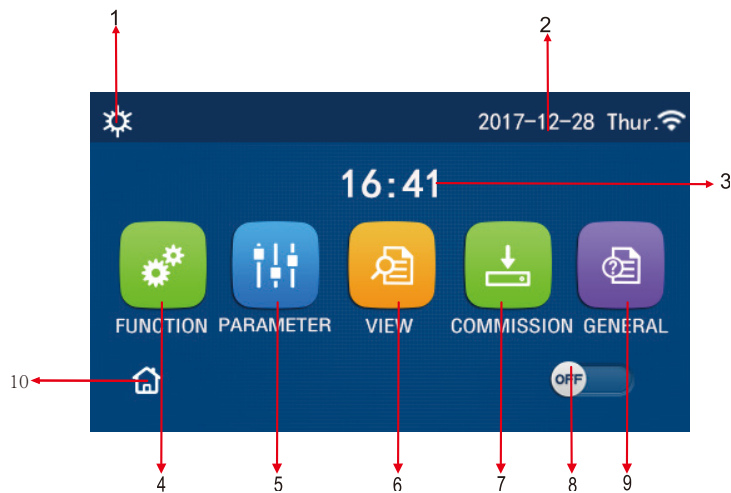 1
2
2017-12-28 Thur.
16:41
3
FUNCTION PARAMETER VIEW COMMISSION GENERAL
10
OFF
4 5 6 7 8 9